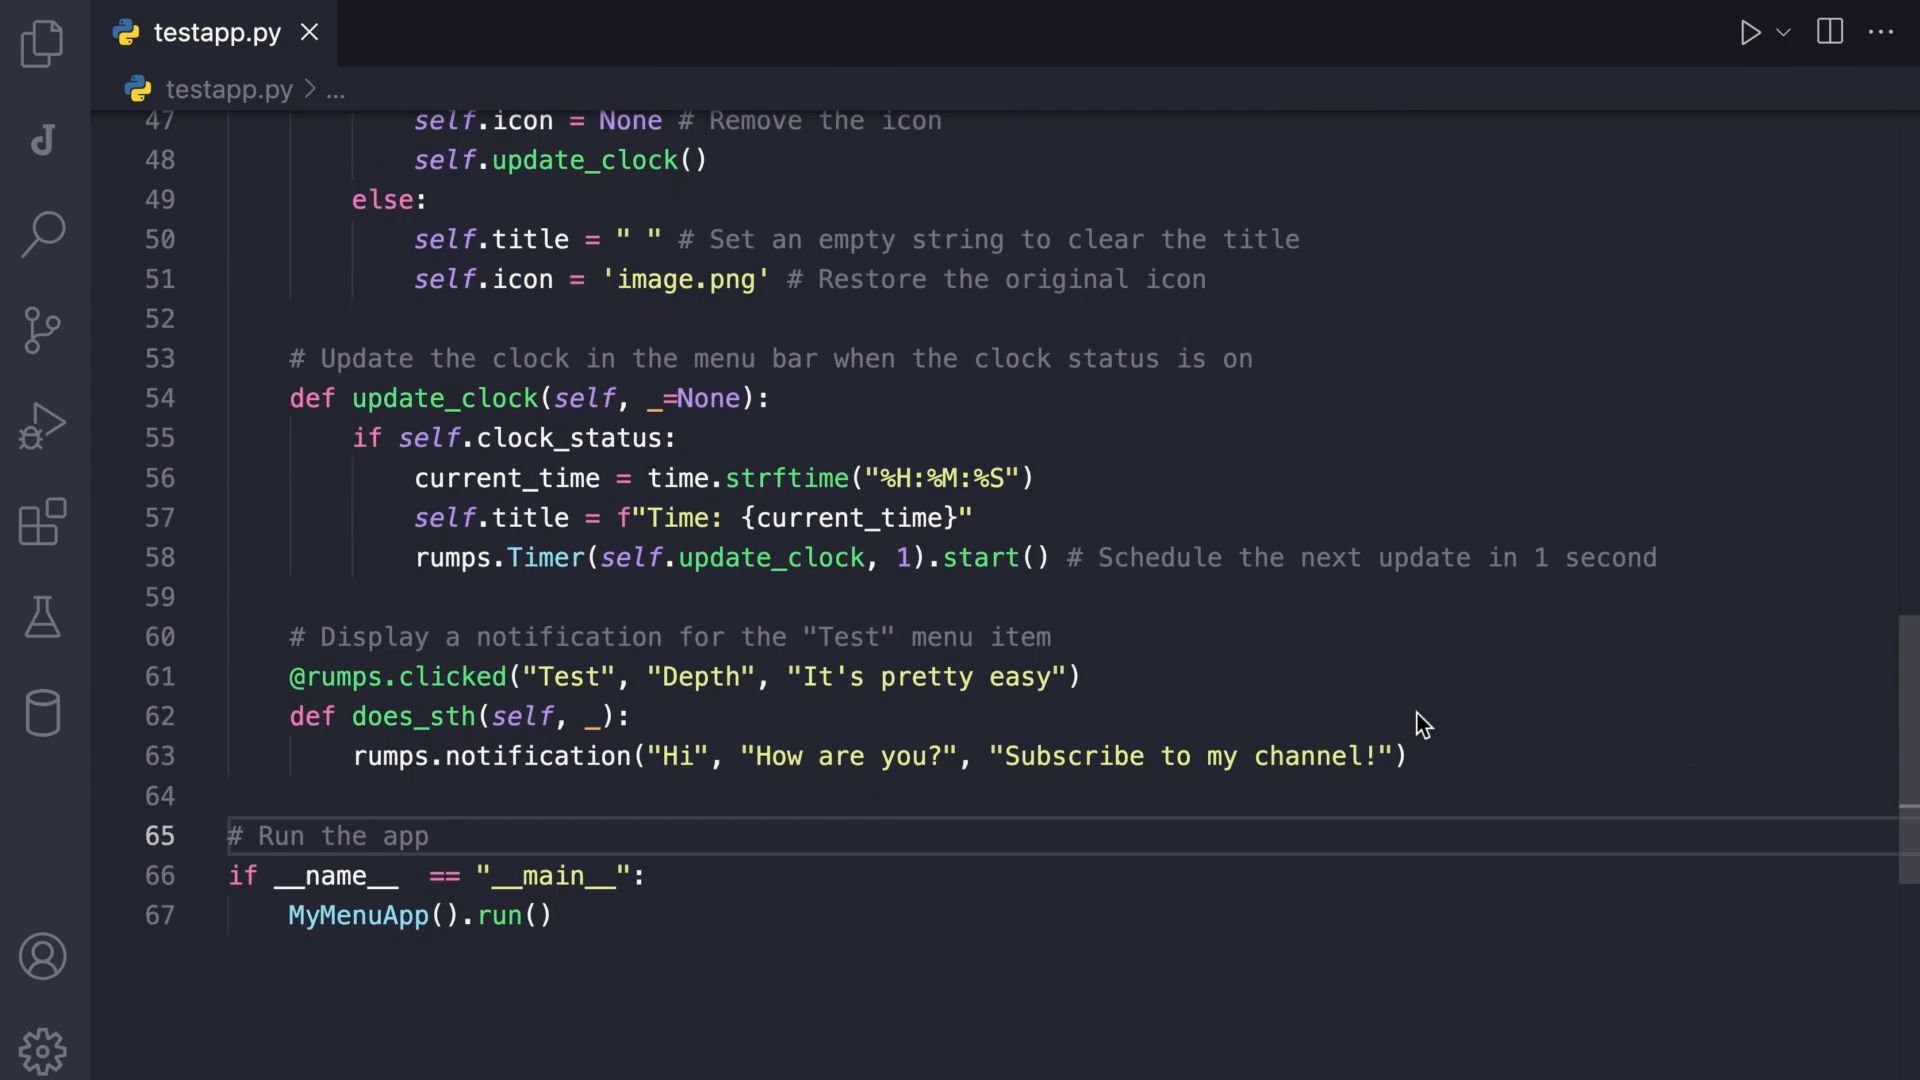 testapp.py
testapp.py > ...
47 self.icon = None # Remove the icon
48 self.update_clock()
49 else:
50 self.title = " " # Set an empty string to clear the title
51 self.icon = 'image.png' # Restore the original icon
52
53 # Update the clock in the menu bar when the clock status is on
54 def update_clock(self, _=None):
55 if self.clock_status:
56 current_time = time.strftime("%H:%M:%S")
57 self.title = f"Time: {current_time}"
58 rumps.Timer(self.update_clock, 1).start() # Schedule the next update in 1 second
59
60 # Display a notification for the "Test" menu item
61 @rumps.clicked("Test", "Depth", "It's pretty easy")
62 def does_sth(self, _):
63 rumps.notification("Hi", "How are you?", "Subscribe to my channel!")
64
65 # Run the app
66 if __name__ == "__main__":
67 MyMenuApp().run()